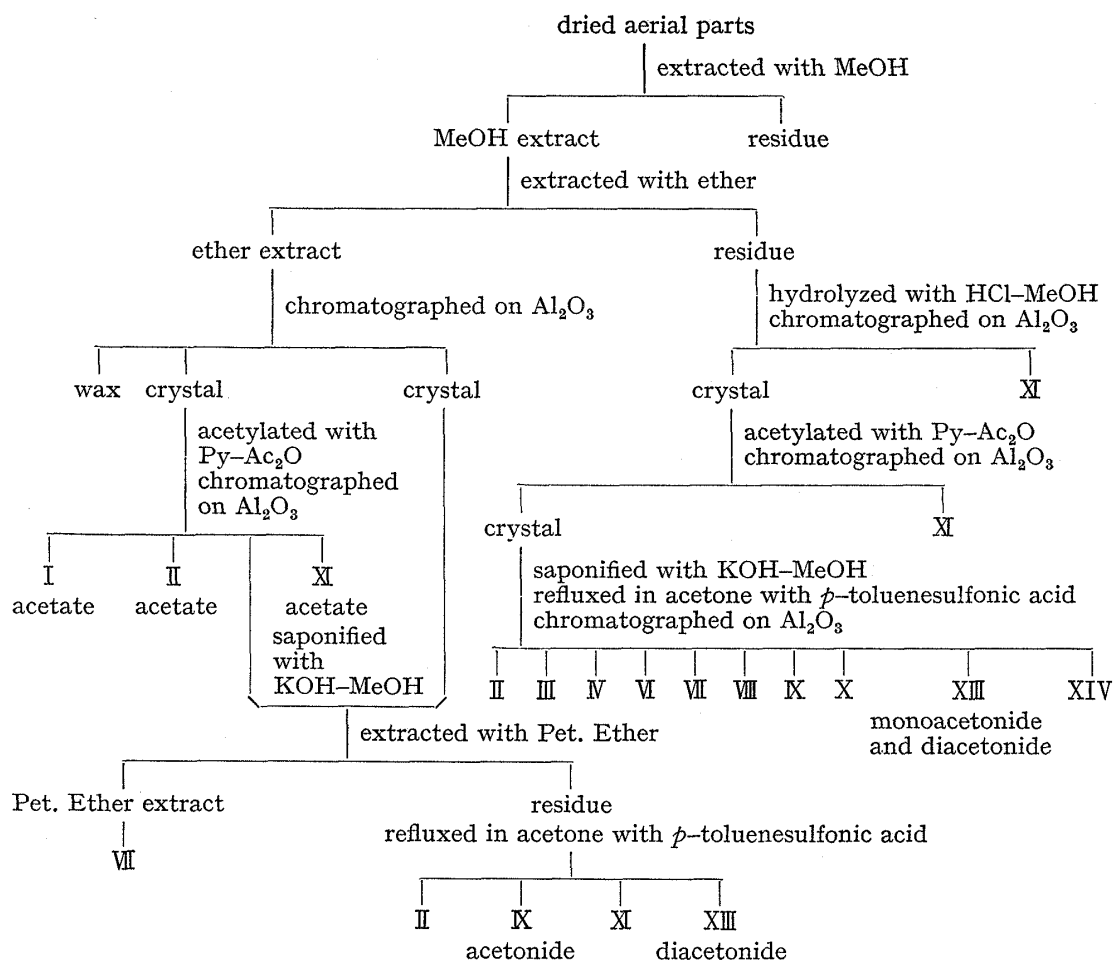 dried aerial parts
extracted with MeOH
MeOH extract residue
extracted with ether
ether extract residue
chromatographed on Al₂O₃
hydrolyzed with HCl–MeOH
chromatographed on Al₂O₃
wax crystal crystal
crystal Ⅺ
acetylated with
Py–Ac₂O
chromatographed
on Al₂O₃
acetylated with Py–Ac₂O
chromatographed on Al₂O₃
Ⅰ Ⅱ Ⅺ
acetate acetate acetate
crystal Ⅺ
saponified
with
KOH–MeOH
saponified with KOH–MeOH
refluxed in acetone with p–toluenesulfonic acid
chromatographed on Al₂O₃
Ⅱ Ⅲ Ⅳ Ⅵ Ⅶ Ⅷ Ⅸ Ⅹ XIII XIV
monoacetonide
and diacetonide
extracted with Pet. Ether
Pet. Ether extract residue
Ⅶ
refluxed in acetone with p–toluenesulfonic acid
Ⅱ Ⅸ Ⅺ XIII
acetonide diacetonide